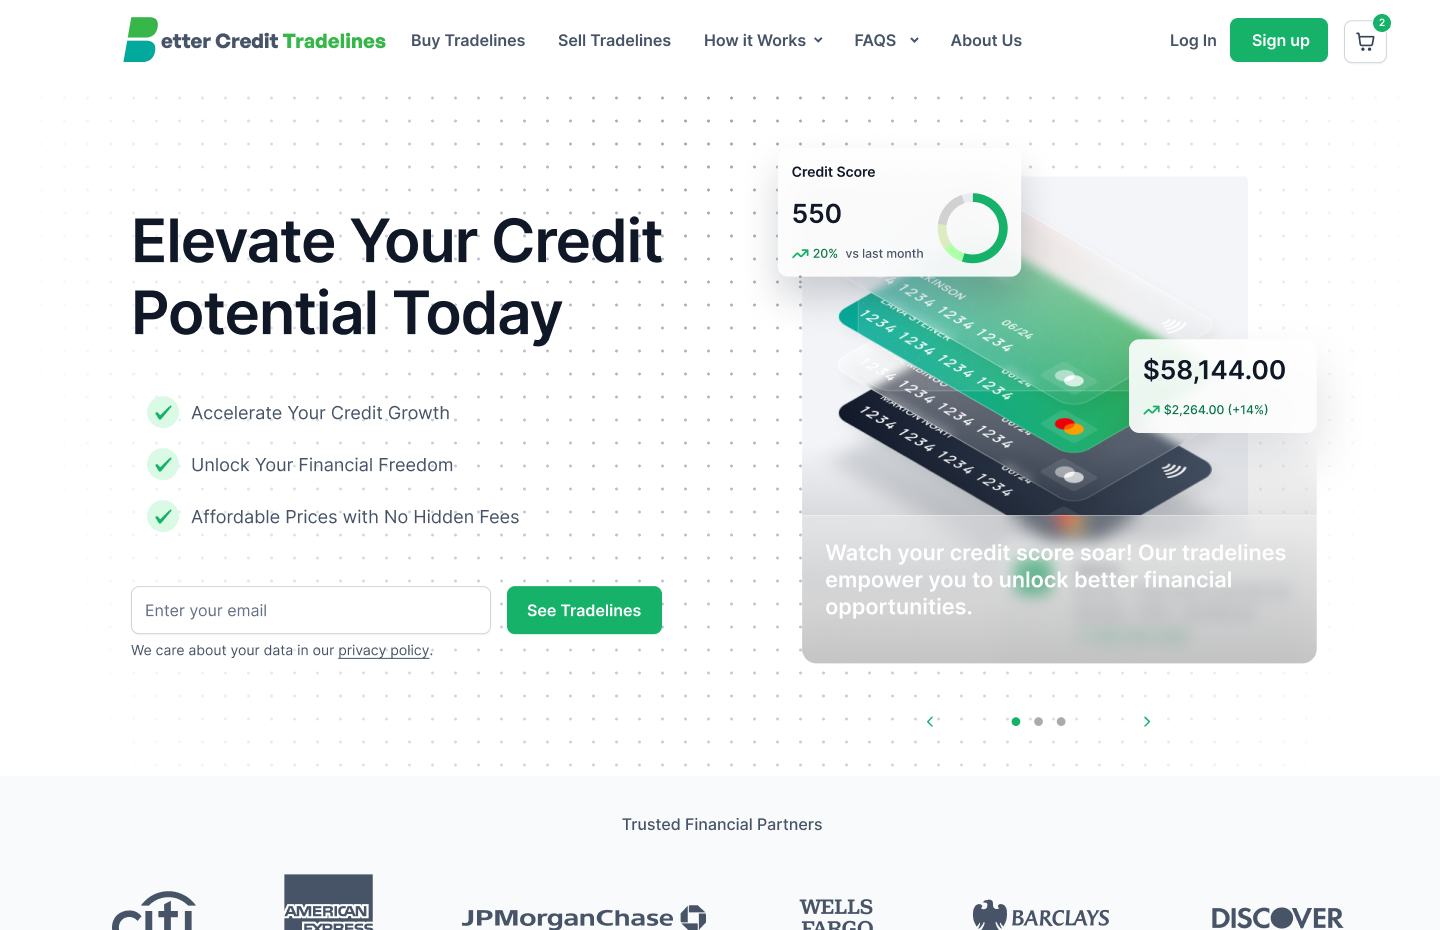 etter Credit Tradelines
Buy Tradelines
Sell Tradelines
How it Works
FAQS
About Us
Log In
Sign up
2
Elevate Your Credit
Potential Today
Accelerate Your Credit Growth
Unlock Your Financial Freedom
Affordable Prices with No Hidden Fees
Enter your email
See Tradelines
We care about your data in our privacy policy.
Credit Score
550
20% vs last month
06/24
1234 1234 1234 1234
1234 1234 1234 1234
1234 1234 1234
1234 1234 1234 1234
$58,144.00
$2,264.00 (+14%)
Watch your credit score soar! Our tradelines
empower you to unlock better financial
opportunities.
Trusted Financial Partners
citi
AMERICAN
EXPRESS
JPMorganChase
WELLS
FARGO
BARCLAYS
DISCOVER